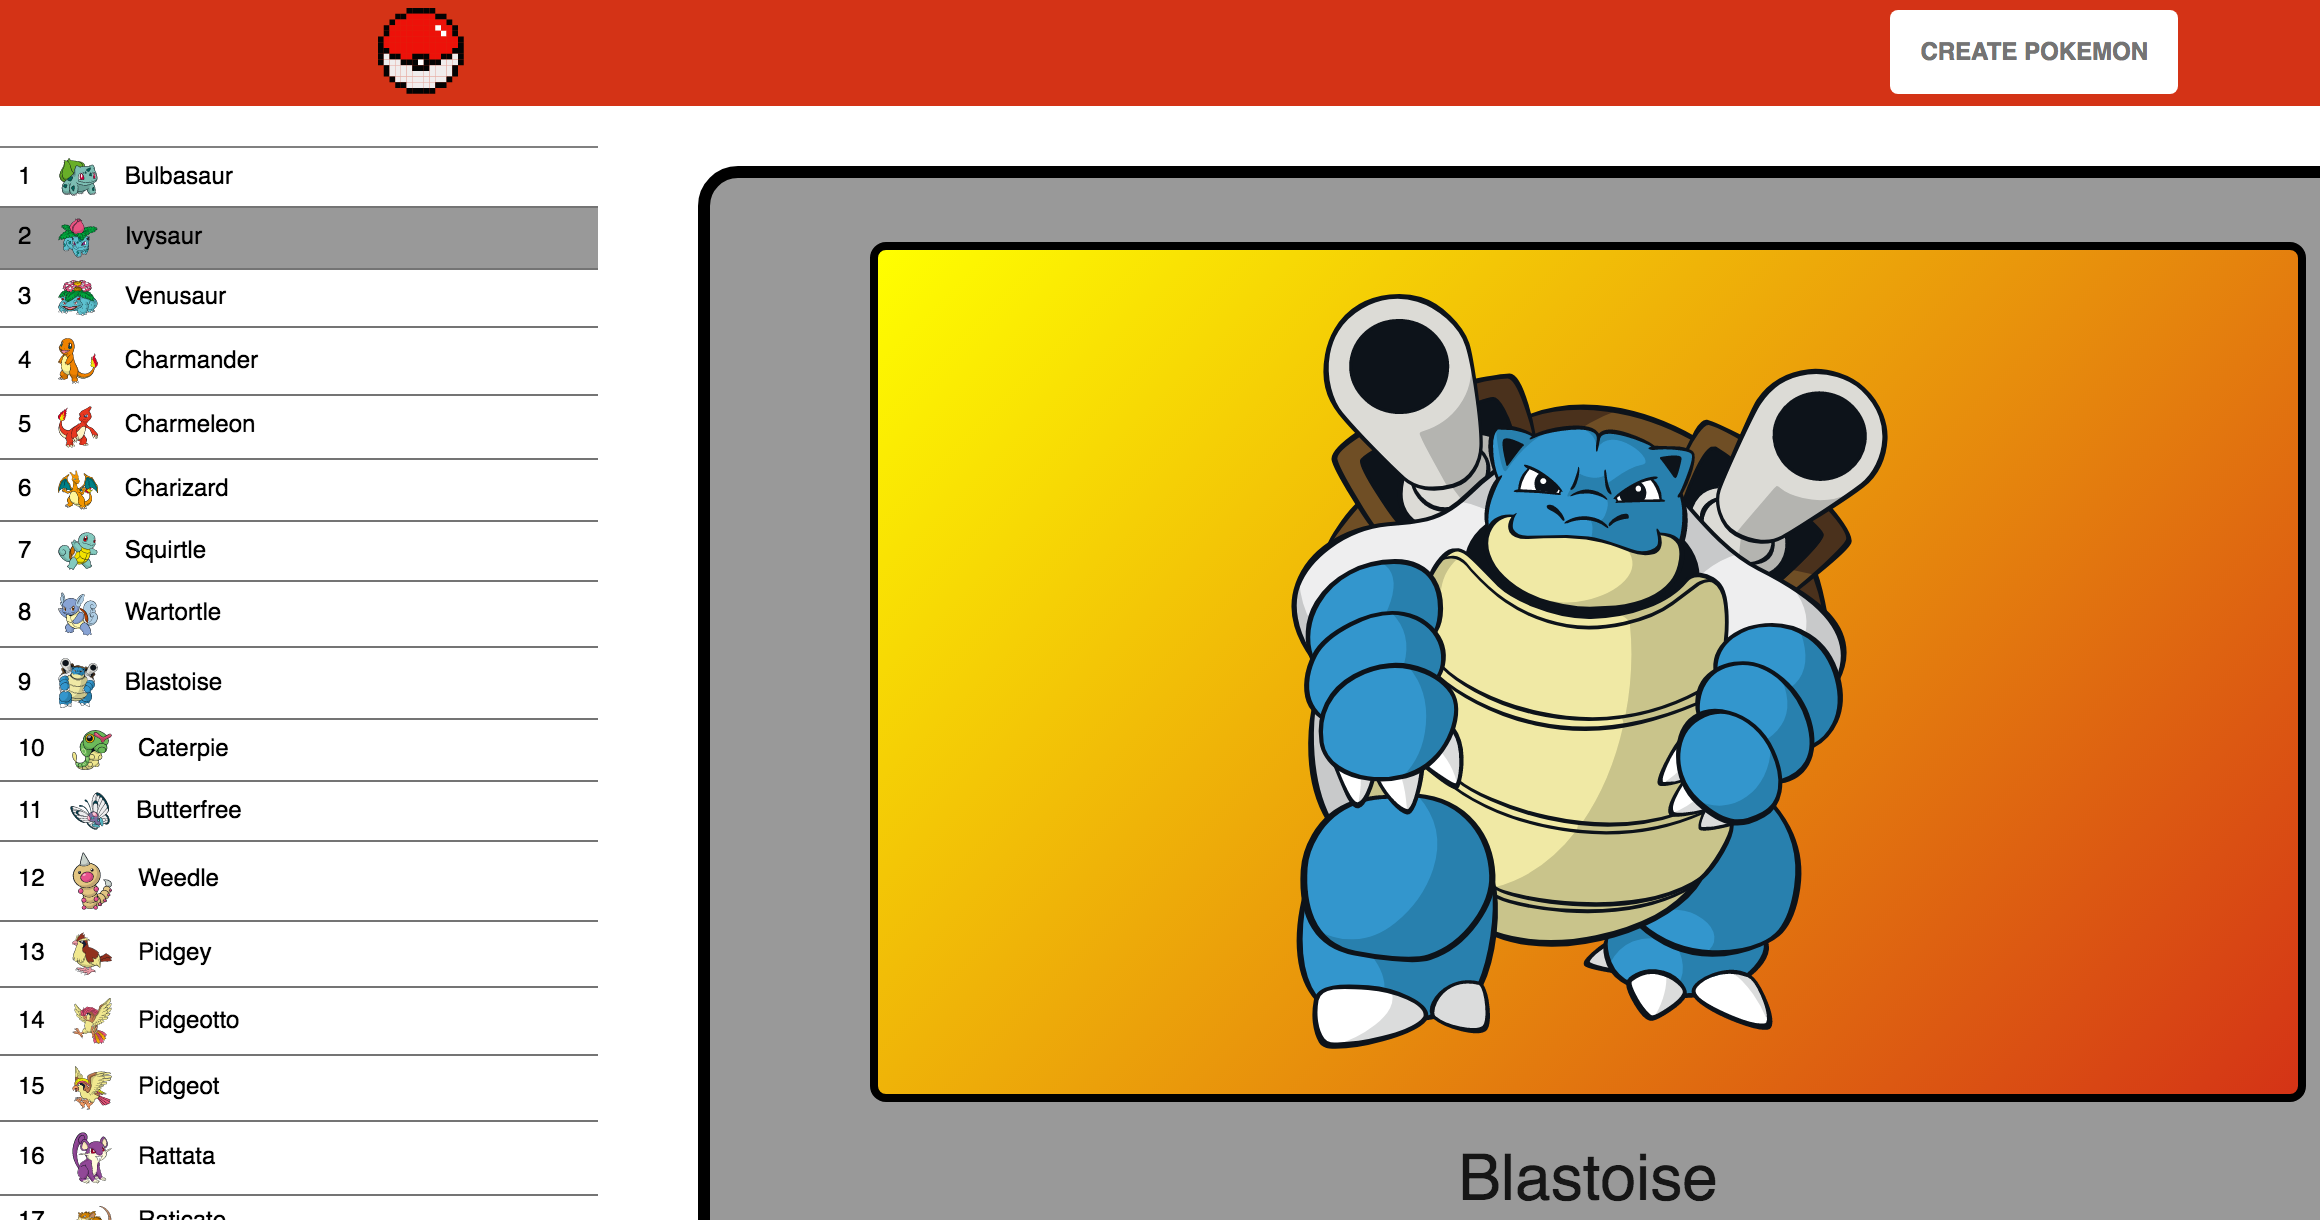 CREATE POKEMON
1 Bulbasaur
2 Ivysaur
3 Venusaur
4 Charmander
5 Charmeleon
6 Charizard
7 Squirtle
8 Wartortle
9 Blastoise
10 Caterpie
11 Butterfree
12 Weedle
13 Pidgey
14 Pidgeotto
15 Pidgeot
16 Rattata
17 Raticate
Blastoise